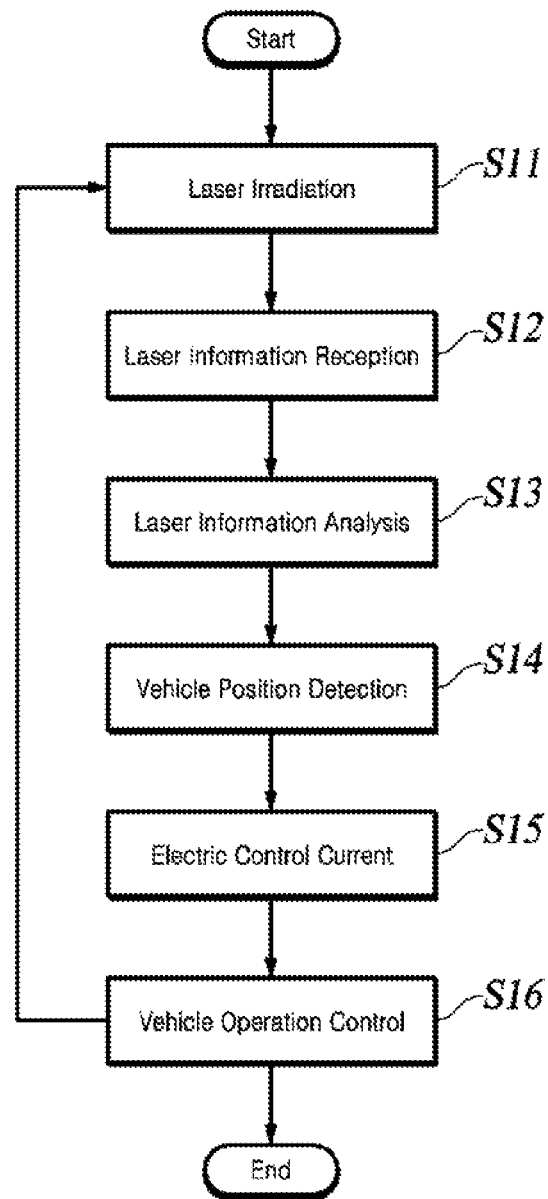 Start
Laser Irradiation
S11
Laser Information Reception
S12
Laser Information Analysis
S13
Vehicle Position Detection
S14
Electric Control Current
S15
Vehicle Operation Control
S16
End